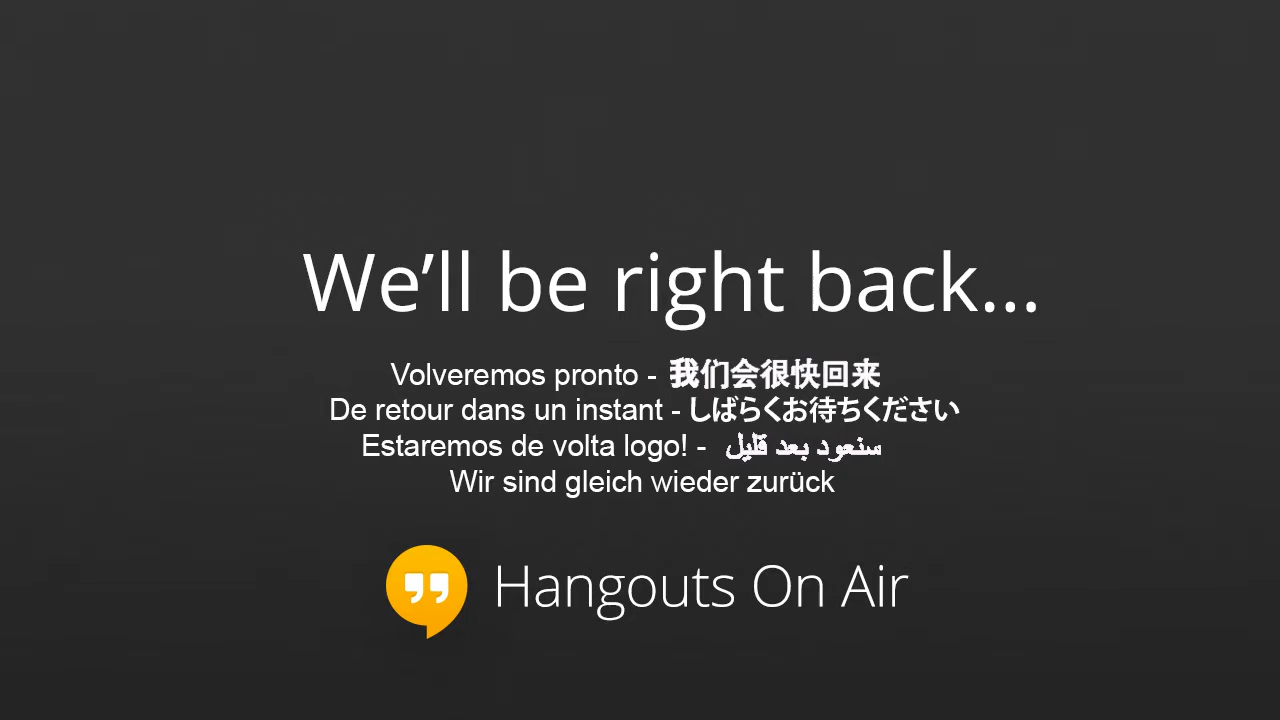 We’ll be right back...
Volveremos pronto - 我们会很快回来
De retour dans un instant - しばらくお待ちください
Estaremos de volta logo! - سنعود بعد قليل
Wir sind gleich wieder zurück
Hangouts On Air